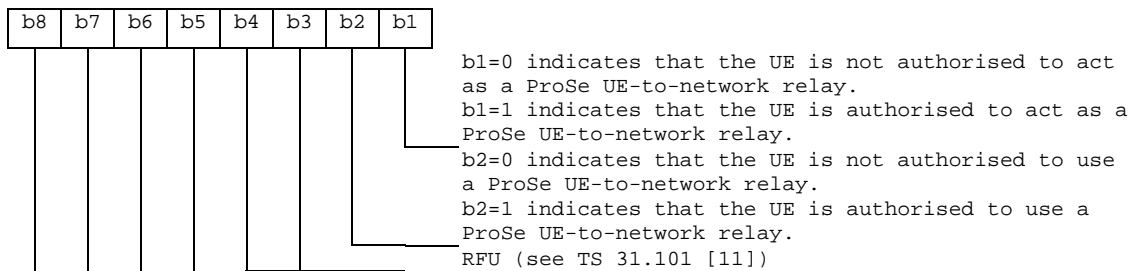 b8 b7 b6 b5 b4 b3 b2 b1
b1=0 indicates that the UE is not authorised to act
as a ProSe UE-to-network relay.
b1=1 indicates that the UE is authorised to act as a
ProSe UE-to-network relay.
b2=0 indicates that the UE is not authorised to use
a ProSe UE-to-network relay.
b2=1 indicates that the UE is authorised to use a
ProSe UE-to-network relay.
RFU (see TS 31.101 [11])